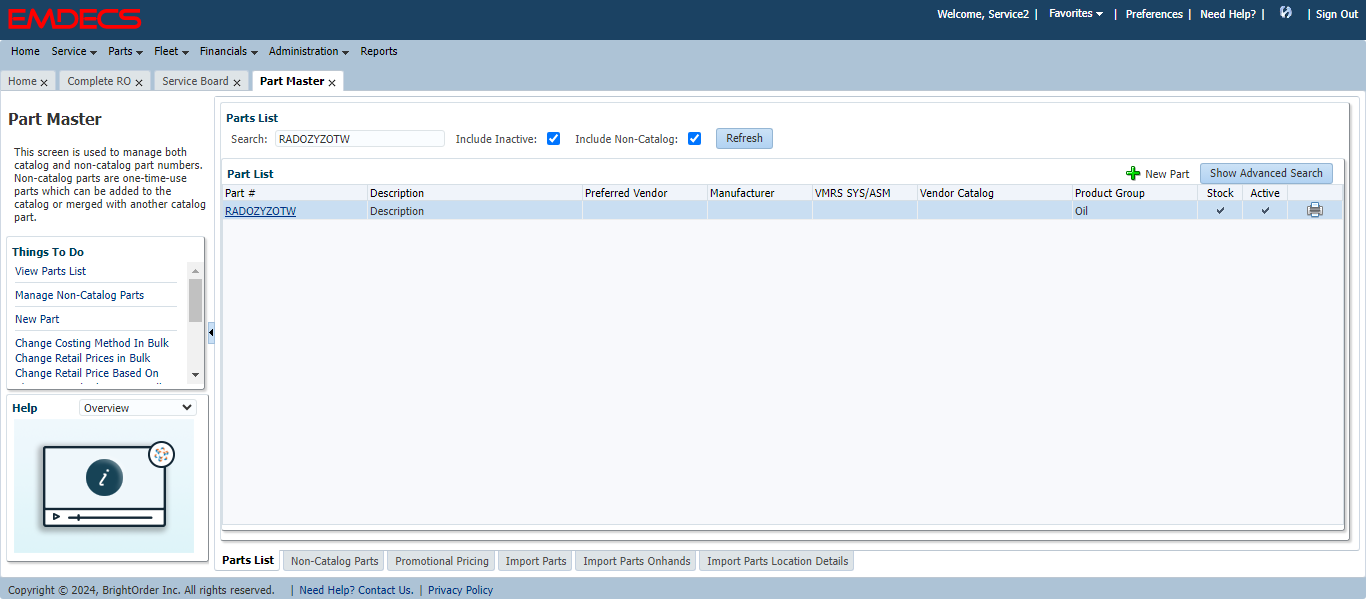 EMDECS
Welcome, Service2 | Favorites | Preferences | Need Help? | | Sign Out
Home Service Parts Fleet Financials Administration Reports
Home Complete RO Service Board Part Master
Part Master
This screen is used to manage both
catalog and non-catalog part numbers.
Non-catalog parts are one-time-use
parts which can be added to the
catalog or merged with another catalog
part.
Things To Do
View Parts List
Manage Non-Catalog Parts
New Part
Change Costing Method In Bulk
Change Retail Prices in Bulk
Change Retail Price Based On
Help Overview
i
Parts List
Search: RADOZYZOTW Include Inactive: Include Non-Catalog: Refresh
Part List New Part Show Advanced Search
Part # Description Preferred Vendor Manufacturer VMRS SYS/ASM Vendor Catalog Product Group Stock Active
RADOZYZOTW Description Oil
Parts List Non-Catalog Parts Promotional Pricing Import Parts Import Parts Onhands Import Parts Location Details
Copyright © 2024, BrightOrder Inc. All rights reserved. | Need Help? Contact Us. | Privacy Policy